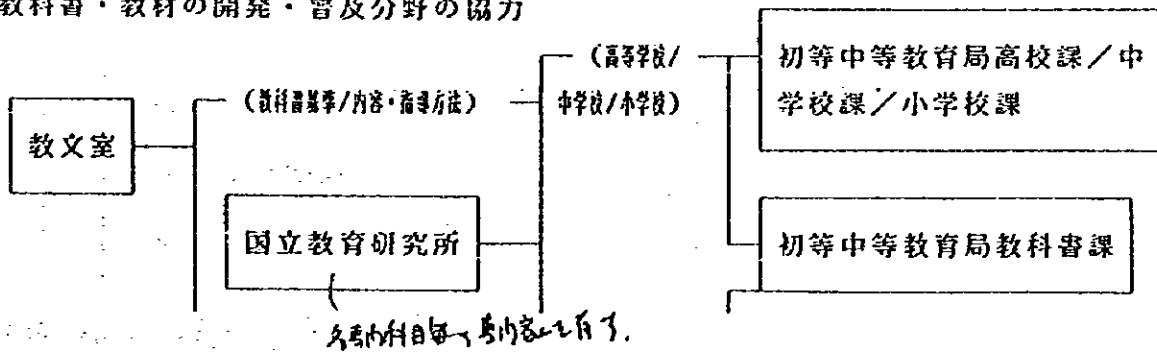 教科書・教材の開発・普及分野の協力
教文室
(教科書基準/内容・指導方法)
国立教育研究所
(高等学校/
中学校/小学校)
初等中等教育局高校課/中
学校課/小学校課
初等中等教育局教科書課
各専門科目毎に専門家を有す.